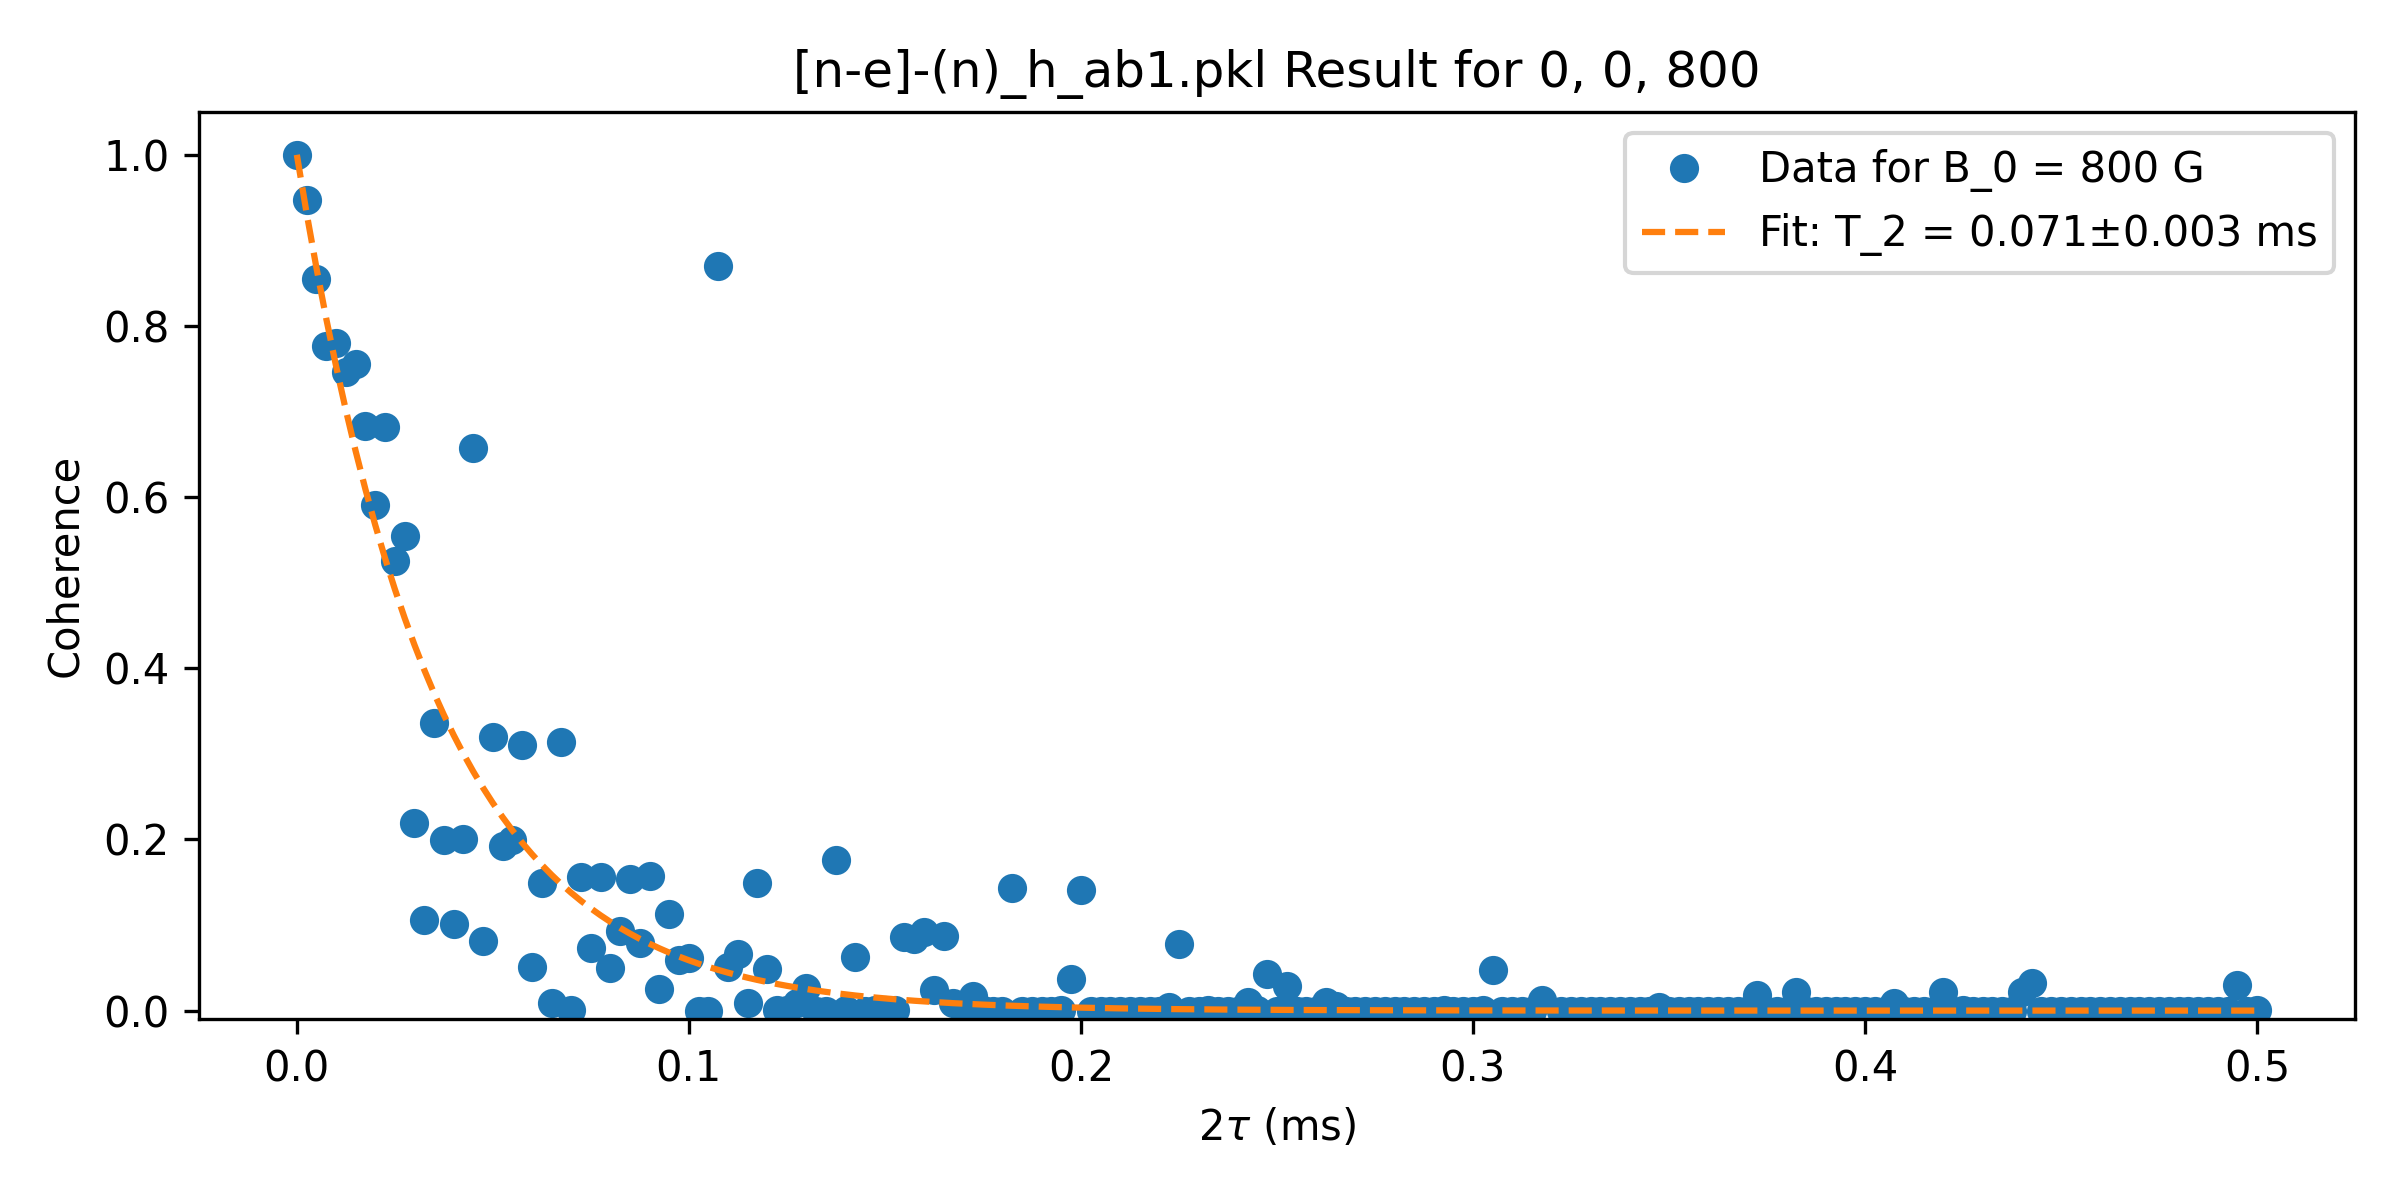 [n-e]-(n)_h_ab1.pkl Result for 0, 0, 800
Data for B_0 = 800 G
Fit: T_2 = 0.071±0.003 ms
Coherence
1.0
0.8
0.6
0.4
0.2
0.0
0.0 0.1 0.2 0.3 0.4 0.5
2τ (ms)